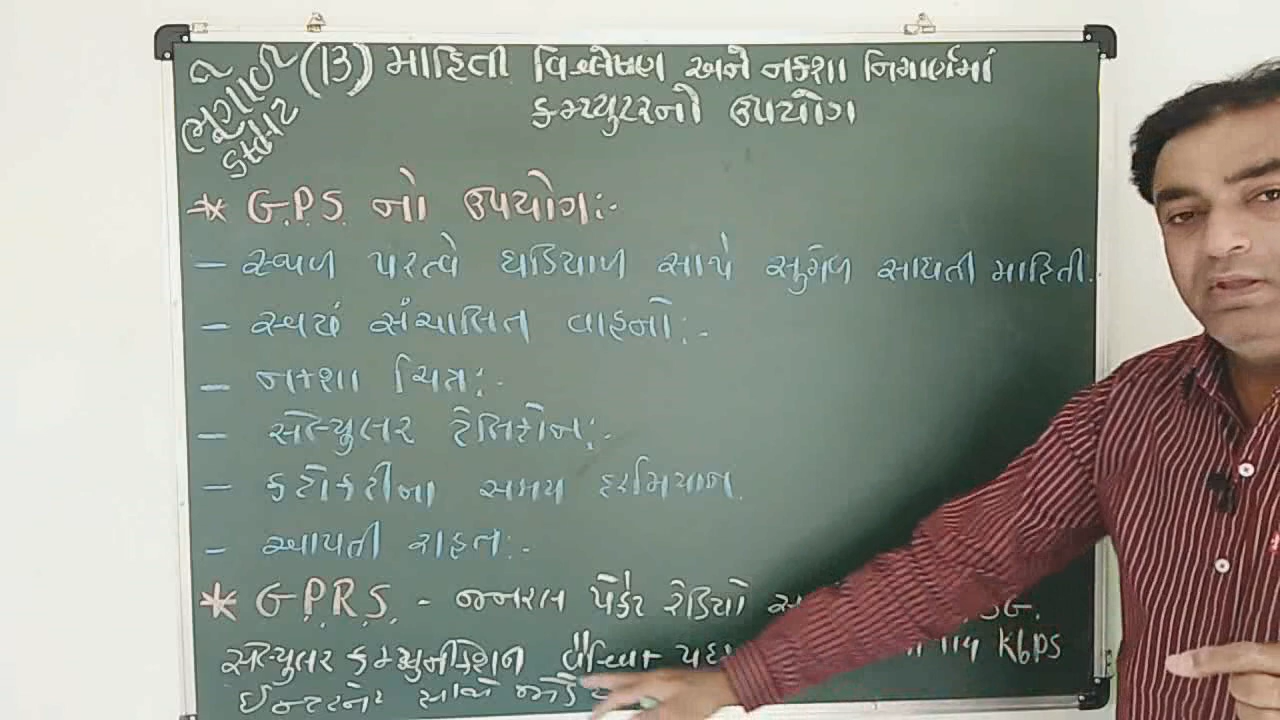 જે ભૂગોળ
(13) માહિતી વિશ્લેષણ અને નકશા નિર્માણમાં
કમ્પ્યુટરનો ઉપયોગ
* G.P.S. નો ઉપયોગ:-
- સ્થળ પરત્વે ઘડિયાળ સાથે સુમેળ સાધતી માહિતી.
- સ્વયં સંચાલિત વાહનો:-
- નકશા ચિત્ર:-
- સેલ્યુલર ટેલિફોન:-
- કટોકટીના સમય દરમિયાન.
- આપતી રાહત:-
* G.P.R.S. - જનરલ પેકેટ રેડિયો
સેલ્યુલર કમ્યુનીકેશન Kbps
ઈન્ટરનેટ સાથે